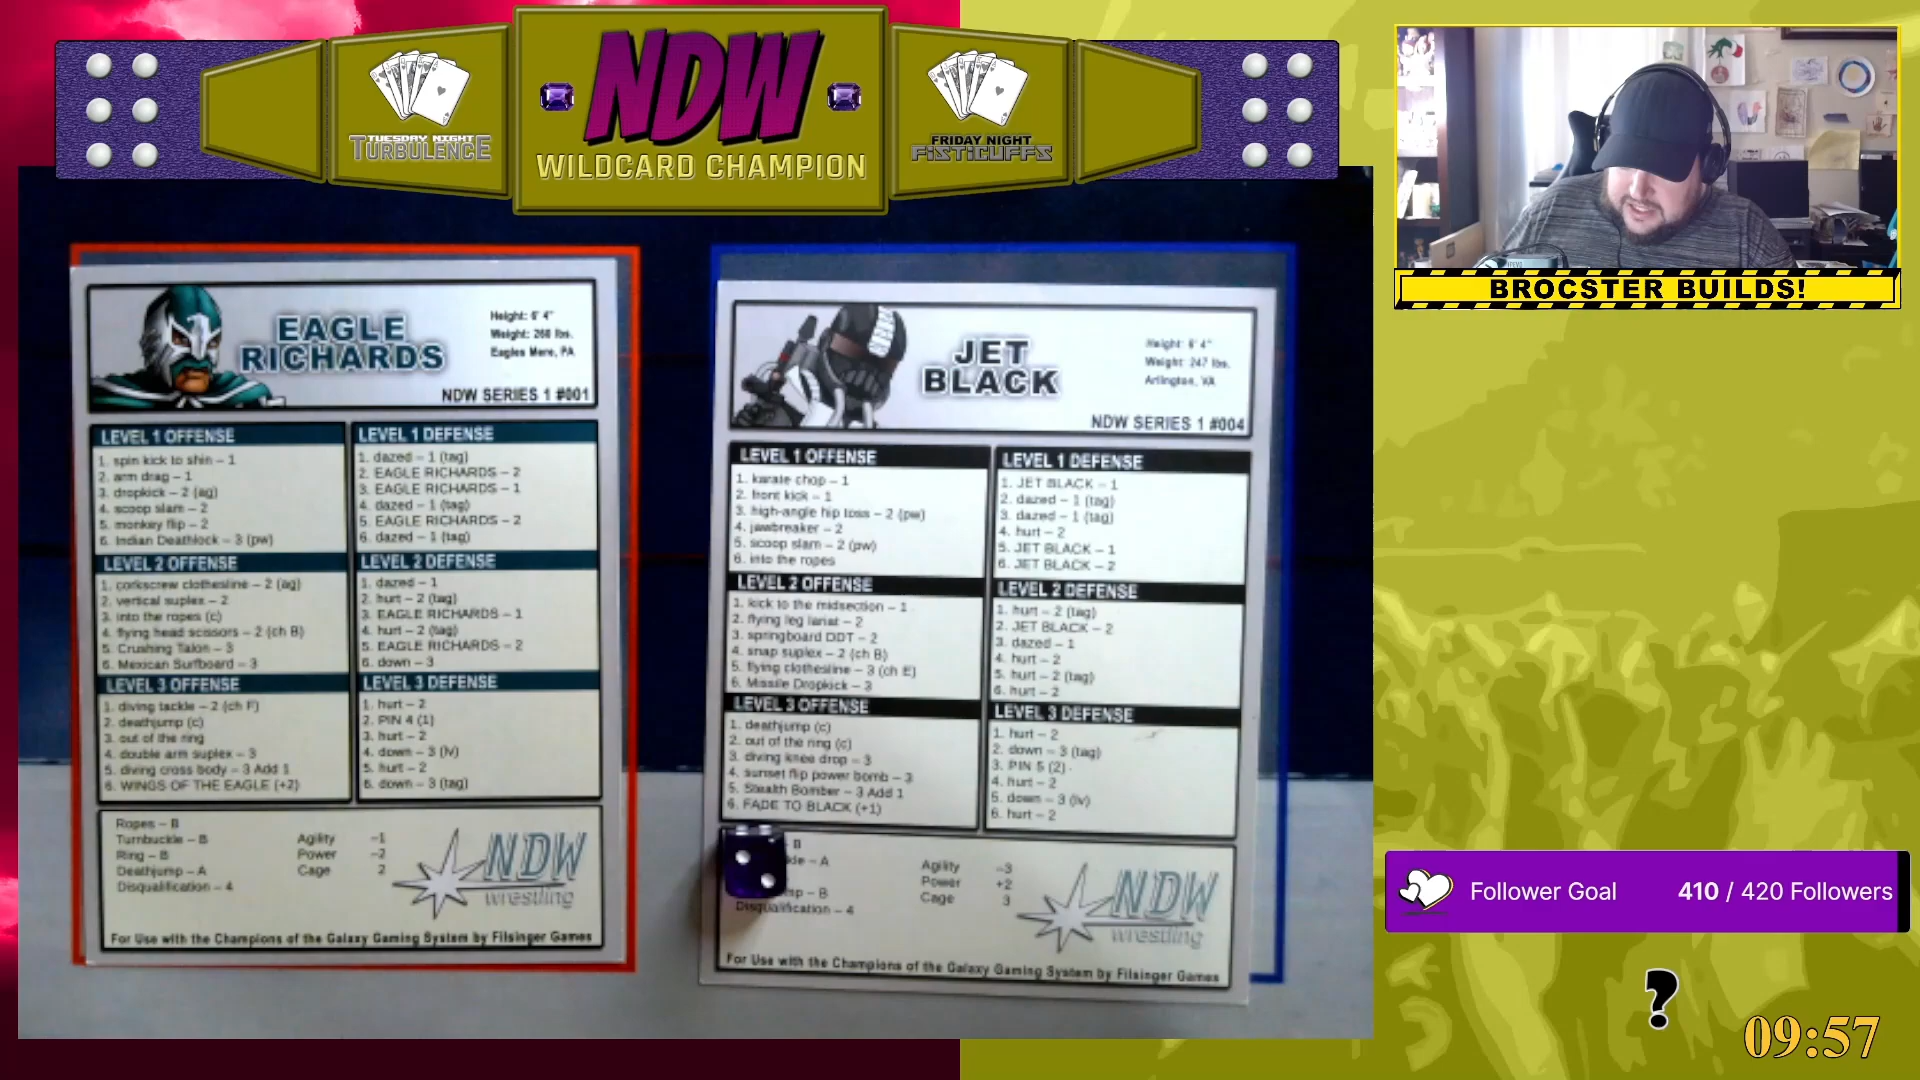 TUESDAY NIGHT
TURBULENCE
NDW
WILDCARD CHAMPION
FRIDAY NIGHT
FISTICUFFS
BROCSTER BUILDS!
EAGLE
RICHARDS
Height: 6' 4"
Weight: 268 lbs.
Eagles Mere, PA
NDW SERIES 1 #001
LEVEL 1 OFFENSE
1. spin kick to shin – 1
2. arm drag – 1
3. dropkick – 2 (ag)
4. scoop slam – 2
5. monkey flip – 2
6. Indian Deathlock – 3 (pw)
LEVEL 2 OFFENSE
1. corkscrew clothesline – 2 (ag)
2. vertical suplex – 2
3. into the ropes (c)
4. flying head scissors – 2 (ch B)
5. Crushing Talon – 3
6. Mexican Surfboard – 3
LEVEL 3 OFFENSE
1. diving tackle – 2 (ch F)
2. deathjump (c)
3. out of the ring
4. double arm suplex – 3
5. diving cross body – 3 Add 1
6. WINGS OF THE EAGLE (+2)
LEVEL 1 DEFENSE
1. dazed – 1 (tag)
2. EAGLE RICHARDS – 2
3. EAGLE RICHARDS – 1
4. dazed – 1 (tag)
5. EAGLE RICHARDS – 2
6. dazed – 1 (tag)
LEVEL 2 DEFENSE
1. dazed – 1
2. hurt – 2 (tag)
3. EAGLE RICHARDS – 1
4. hurt – 2 (tag)
5. EAGLE RICHARDS – 2
6. down – 3
LEVEL 3 DEFENSE
1. hurt – 2
2. PIN 4 (1)
3. hurt – 2
4. down – 3 (lv)
5. hurt – 2
6. down – 3 (tag)
Ropes – B
Turnbuckle – B
Ring – B
Deathjump – A
Disqualification – 4
Agility –1
Power –2
Cage 2
NDW
wrestling
For Use with the Champions of the Galaxy Gaming System by Filsinger Games
JET
BLACK
Height: 6' 4"
Weight: 247 lbs.
Arlington, VA
NDW SERIES 1 #004
LEVEL 1 OFFENSE
1. karate chop – 1
2. front kick – 1
3. high-angle hip toss – 2 (pw)
4. jawbreaker – 2
5. scoop slam – 2 (pw)
6. into the ropes
LEVEL 2 OFFENSE
1. kick to the midsection – 1
2. flying leg lariat – 2
3. springboard DDT – 2
4. snap suplex – 2 (ch B)
5. flying clothesline – 3 (ch E)
6. Missile Dropkick – 3
LEVEL 3 OFFENSE
1. deathjump (c)
2. out of the ring (c)
3. diving knee drop – 3
4. sunset flip power bomb – 3
5. Stealth Bomber – 3 Add 1
6. FADE TO BLACK (+1)
LEVEL 1 DEFENSE
1. JET BLACK – 1
2. dazed – 1 (tag)
3. dazed – 1 (tag)
4. hurt – 2
5. JET BLACK – 1
6. JET BLACK – 2
LEVEL 2 DEFENSE
1. hurt – 2 (tag)
2. JET BLACK – 2
3. dazed – 1
4. hurt – 2
5. hurt – 2 (tag)
6. hurt – 2
LEVEL 3 DEFENSE
1. hurt – 2
2. down – 3 (tag)
3. PIN 5 (2)
4. hurt – 2
5. down – 3 (lv)
6. hurt – 2
B
– A
– B
Disqualification – 4
Agility –3
Power +2
Cage 3
NDW
wrestling
For Use with the Champions of the Galaxy Gaming System by Filsinger Games
Follower Goal 410 / 420 Followers
?
09:57